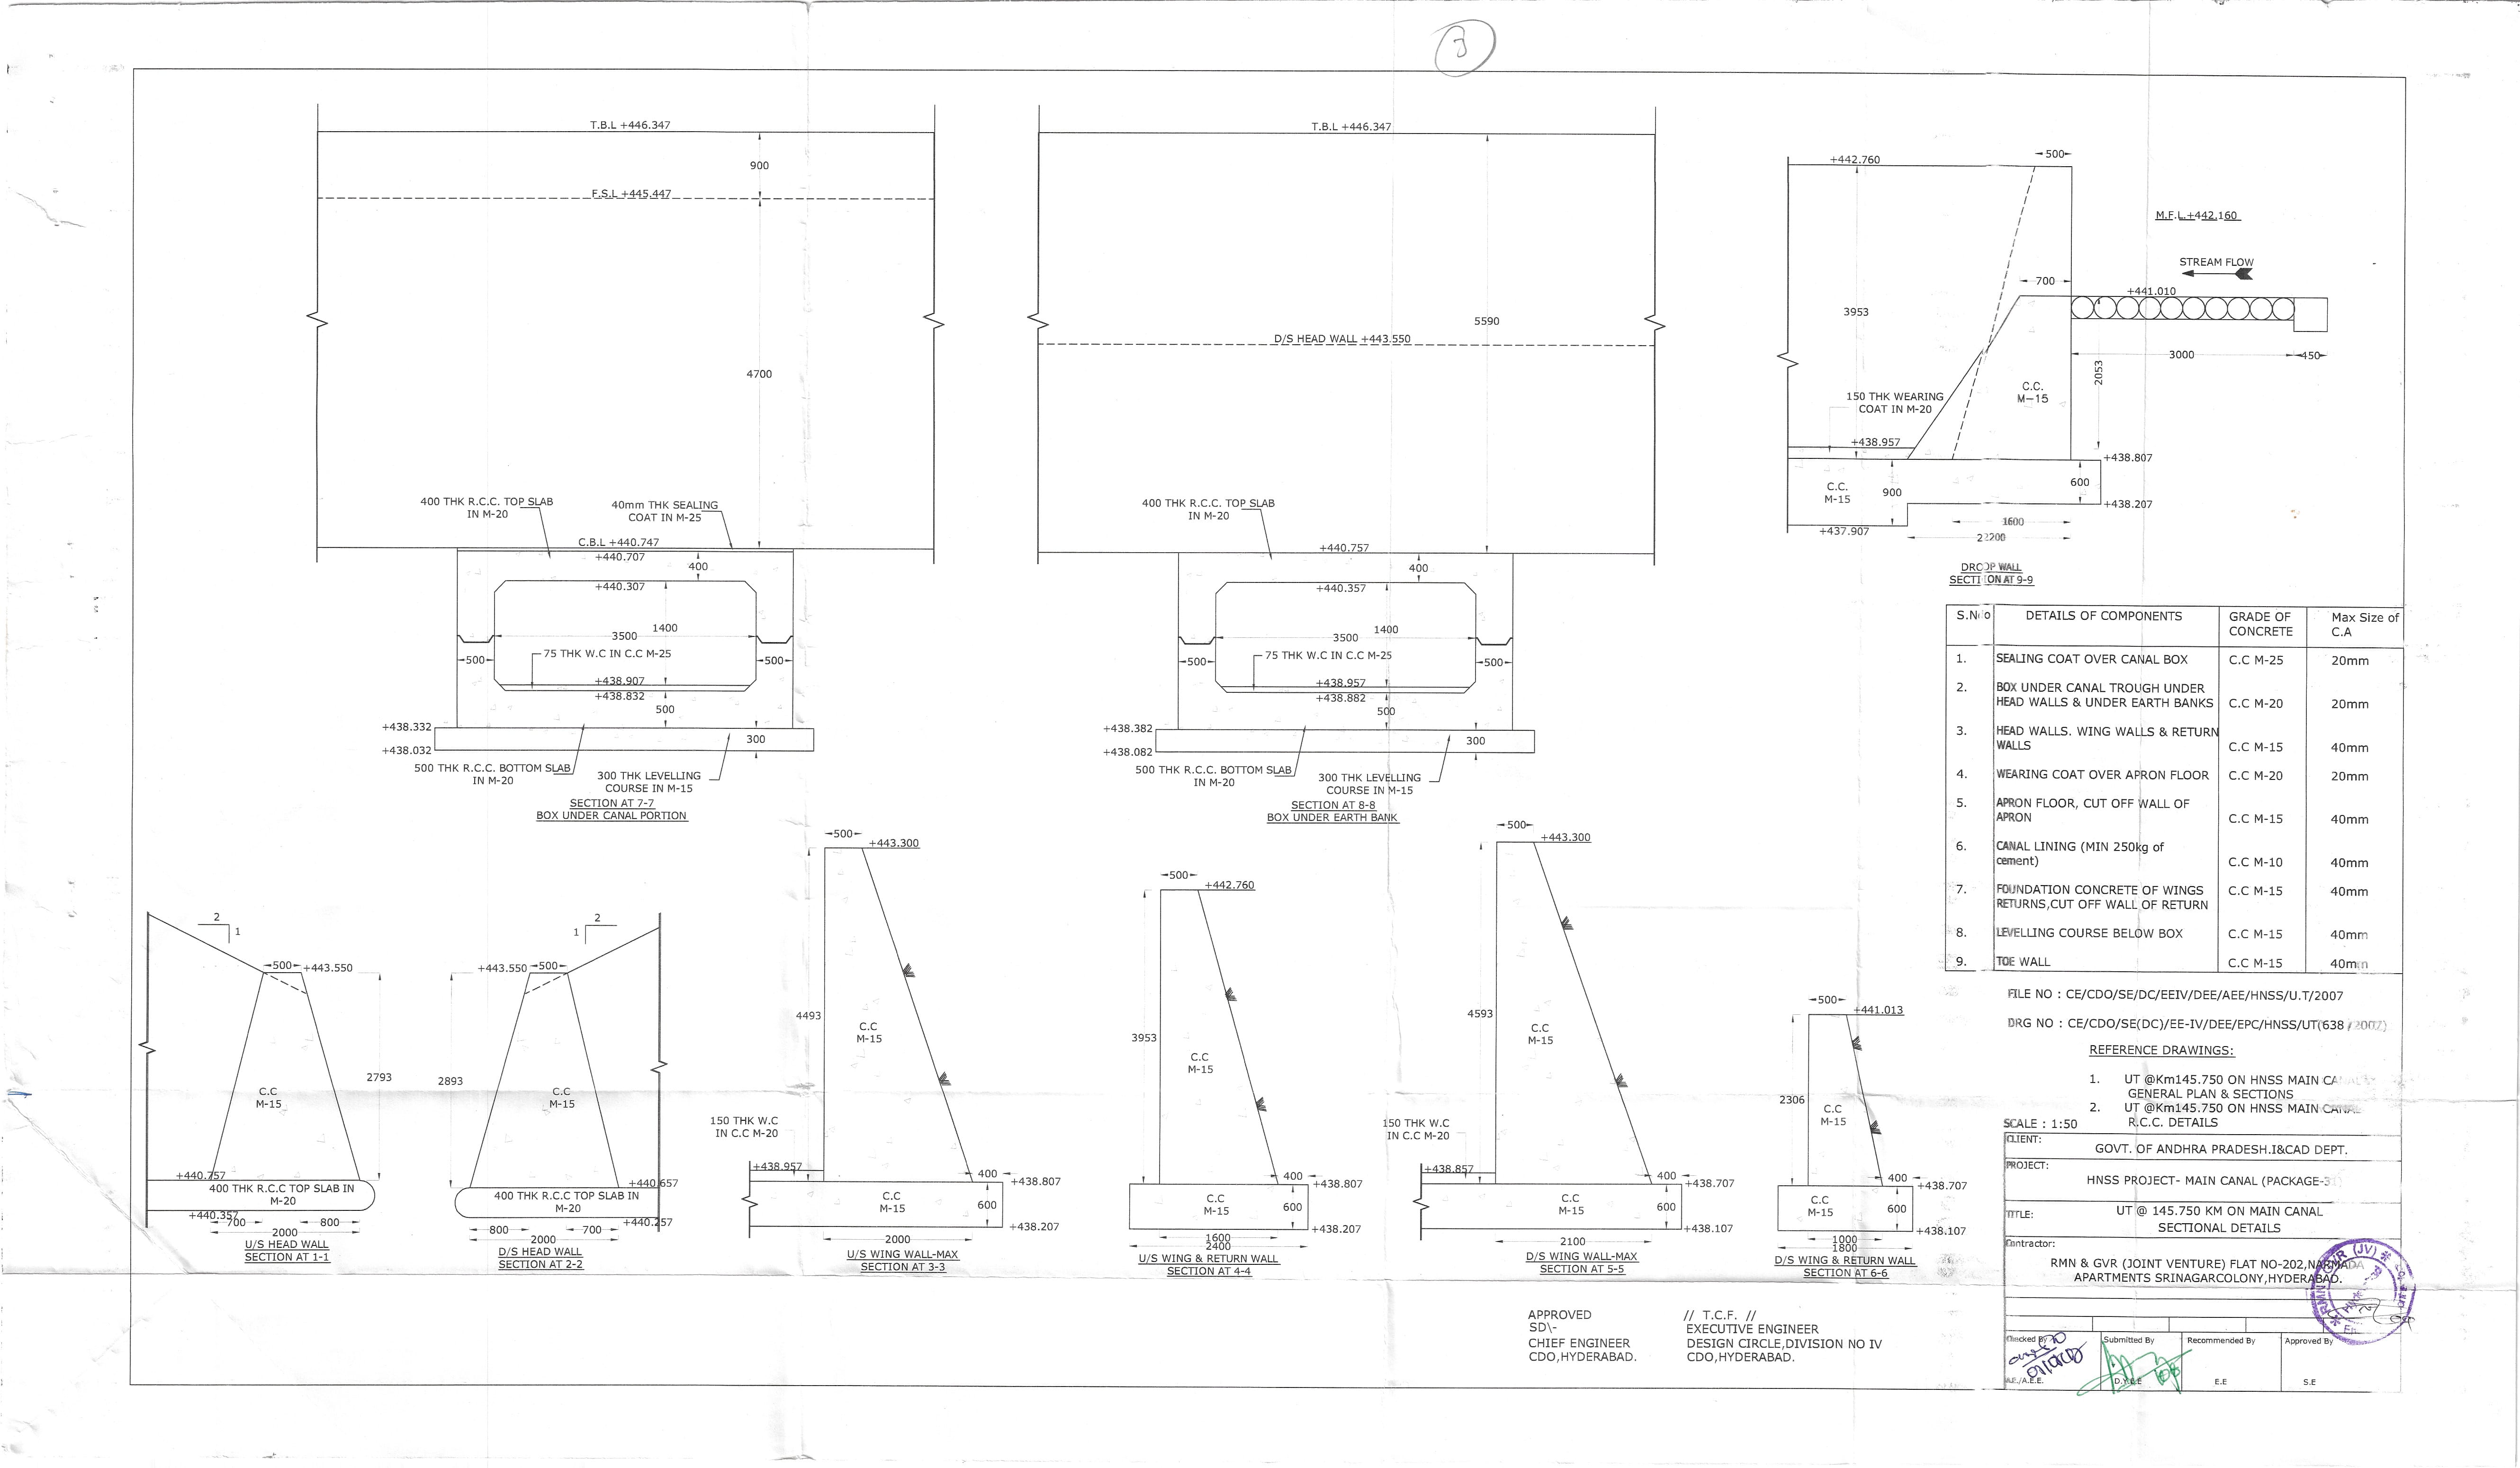 3
T.B.L +446.347
900
F.S.L +445.447
4700
400 THK R.C.C. TOP SLAB
IN M-20
40mm THK SEALING
COAT IN M-25
C.B.L +440.747
+440.707
400
+440.307
1400
3500
75 THK W.C IN C.C M-25
500
500
+438.907
+438.832
500
+438.332
300
+438.032
500 THK R.C.C. BOTTOM SLAB
IN M-20
300 THK LEVELLING
COURSE IN M-15
SECTION AT 7-7
BOX UNDER CANAL PORTION
T.B.L +446.347
5590
D/S HEAD WALL +443.550
400 THK R.C.C. TOP SLAB
IN M-20
+440.757
400
+440.357
1400
3500
75 THK W.C IN C.C M-25
500
500
+438.957
+438.882
500
+438.382
300
+438.082
500 THK R.C.C. BOTTOM SLAB
IN M-20
300 THK LEVELLING
COURSE IN M-15
SECTION AT 8-8
BOX UNDER EARTH BANK
+442.760
500
M.F.L.+442.160
STREAM FLOW
700
+441.010
3953
3000
450
2053
C.C.
M-15
150 THK WEARING
COAT IN M-20
+438.957
+438.807
C.C.
M-15
900
600
+438.207
1600
+437.907
2200
DROP WALL
SECTION AT 9-9
S.No DETAILS OF COMPONENTS GRADE OF CONCRETE Max Size of C.A
1. SEALING COAT OVER CANAL BOX C.C M-25 20mm
2. BOX UNDER CANAL TROUGH UNDER
HEAD WALLS & UNDER EARTH BANKS C.C M-20 20mm
3. HEAD WALLS. WING WALLS & RETURN
WALLS C.C M-15 40mm
4. WEARING COAT OVER APRON FLOOR C.C M-20 20mm
5. APRON FLOOR, CUT OFF WALL OF
APRON C.C M-15 40mm
6. CANAL LINING (MIN 250kg of
cement) C.C M-10 40mm
7. FOUNDATION CONCRETE OF WINGS C.C M-15 40mm
RETURNS,CUT OFF WALL OF RETURN
8. LEVELLING COURSE BELOW BOX C.C M-15 40mm
9. TOE WALL C.C M-15 40mm
2
1
500
+443.550
2793
C.C
M-15
+440.757
400 THK R.C.C TOP SLAB IN
M-20
+440.357
700
800
2000
U/S HEAD WALL
SECTION AT 1-1
2
1
+443.550
500
2893
C.C
M-15
+440.657
400 THK R.C.C TOP SLAB IN
M-20
+440.257
800
700
2000
D/S HEAD WALL
SECTION AT 2-2
500
+443.300
4493
C.C
M-15
150 THK W.C
IN C.C M-20
+438.957
400
+438.807
C.C
M-15
600
+438.207
2000
U/S WING WALL-MAX
SECTION AT 3-3
500
+442.760
3953
C.C
M-15
400
+438.807
C.C
M-15
600
+438.207
1600
2400
U/S WING & RETURN WALL
SECTION AT 4-4
500
+443.300
4593
C.C
M-15
150 THK W.C
IN C.C M-20
+438.857
400
+438.707
C.C
M-15
600
+438.107
2100
D/S WING WALL-MAX
SECTION AT 5-5
500
+441.013
2306
C.C
M-15
400
+438.707
C.C
M-15
600
+438.107
1000
1800
D/S WING & RETURN WALL
SECTION AT 6-6
FILE NO : CE/CDO/SE/DC/EEIV/DEE/AEE/HNSS/U.T/2007
DRG NO : CE/CDO/SE(DC)/EE-IV/DEE/EPC/HNSS/UT(638 /2007)
REFERENCE DRAWINGS:
1. UT @Km145.750 ON HNSS MAIN CANAL
GENERAL PLAN & SECTIONS
2. UT @Km145.750 ON HNSS MAIN CANAL
R.C.C. DETAILS
SCALE : 1:50
CLIENT:
GOVT. OF ANDHRA PRADESH.I&CAD DEPT.
PROJECT:
HNSS PROJECT- MAIN CANAL (PACKAGE-3
TITLE:
UT @ 145.750 KM ON MAIN CANAL
SECTIONAL DETAILS
Contractor:
RMN & GVR (JOINT VENTURE) FLAT NO-202,NARMADA
APARTMENTS SRINAGARCOLONY,HYDERABAD.
Checked By
Submitted By
Recommended By
Approved By
A.E./A.E.E.
D.Y.E.E
E.E
S.E
APPROVED
SD\-
CHIEF ENGINEER
CDO,HYDERABAD.
// T.C.F. //
EXECUTIVE ENGINEER
DESIGN CIRCLE,DIVISION NO IV
CDO,HYDERABAD.